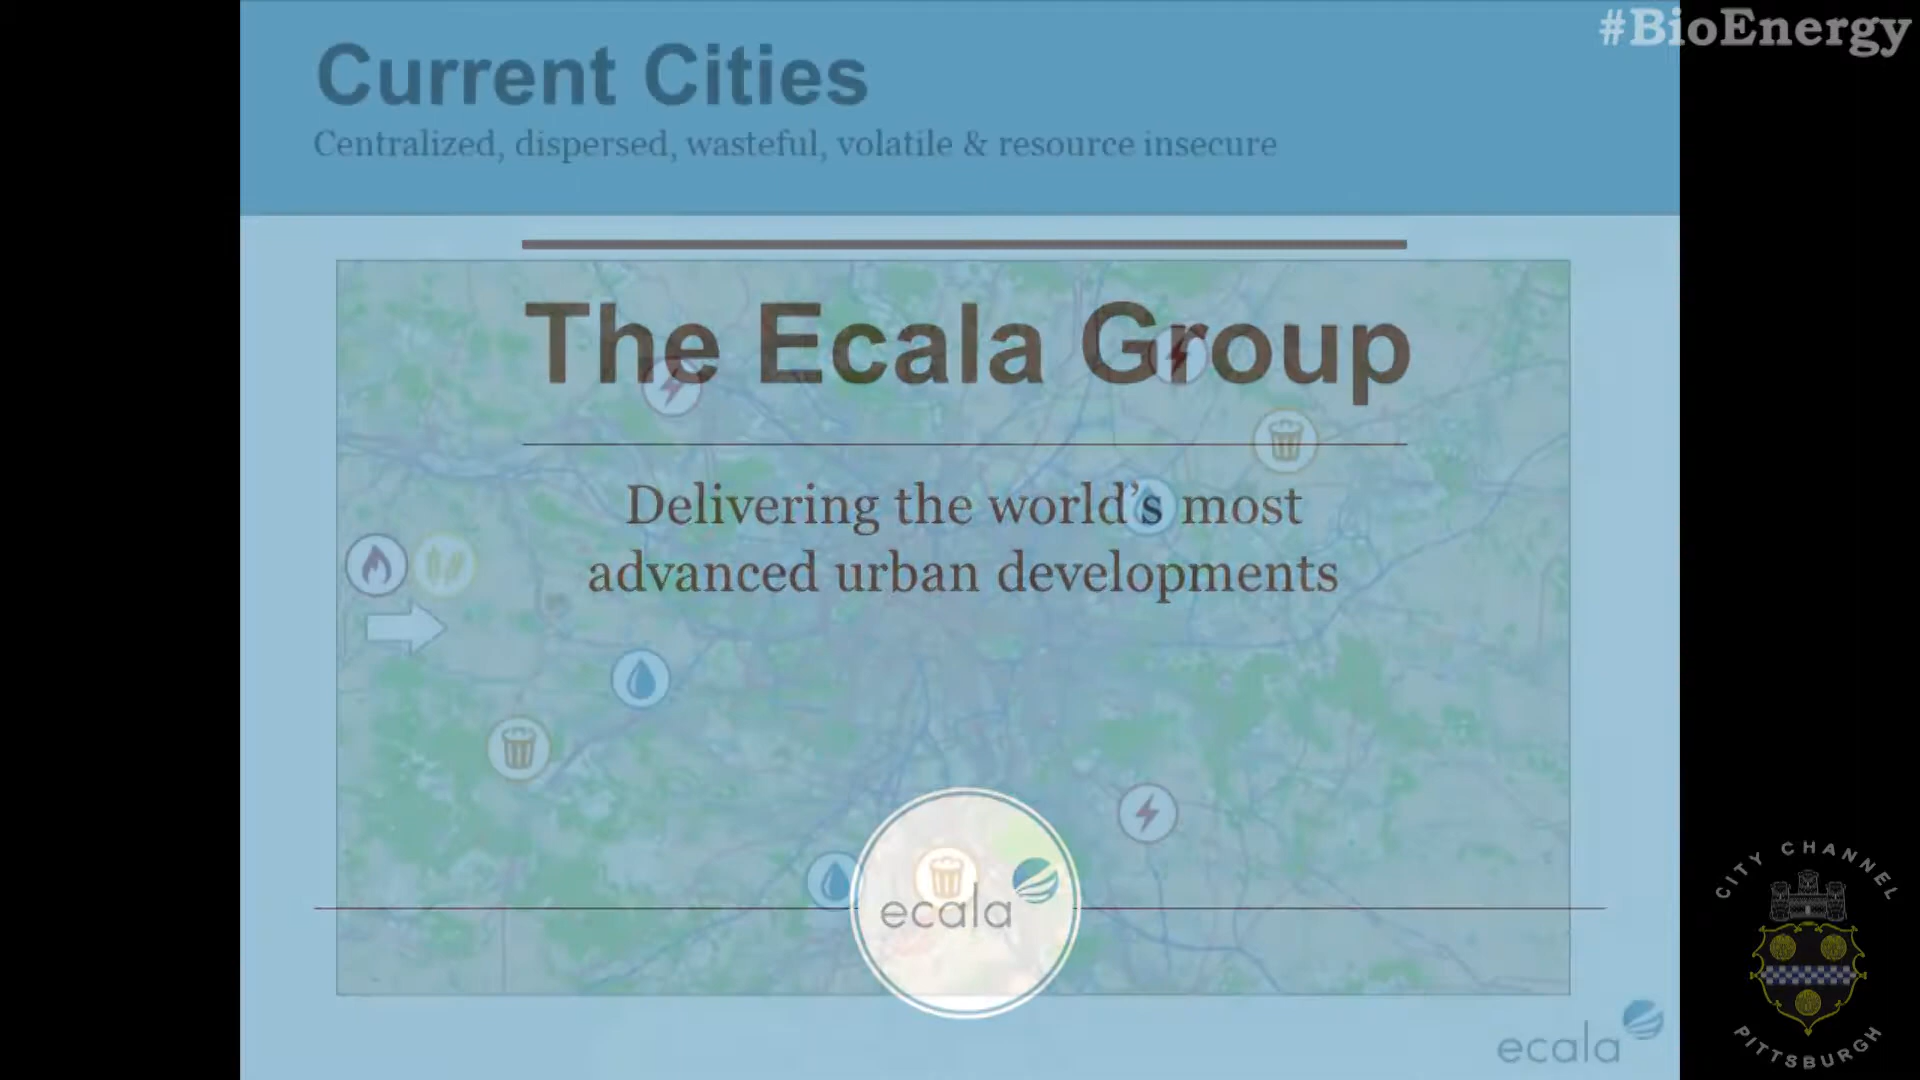 #BioEnergy
Current Cities
Centralized, dispersed, wasteful, volatile & resource insecure
The Ecala Group
Delivering the world's most
advanced urban developments
ecala
ecala
CITY CHANNEL
PITTSBURGH